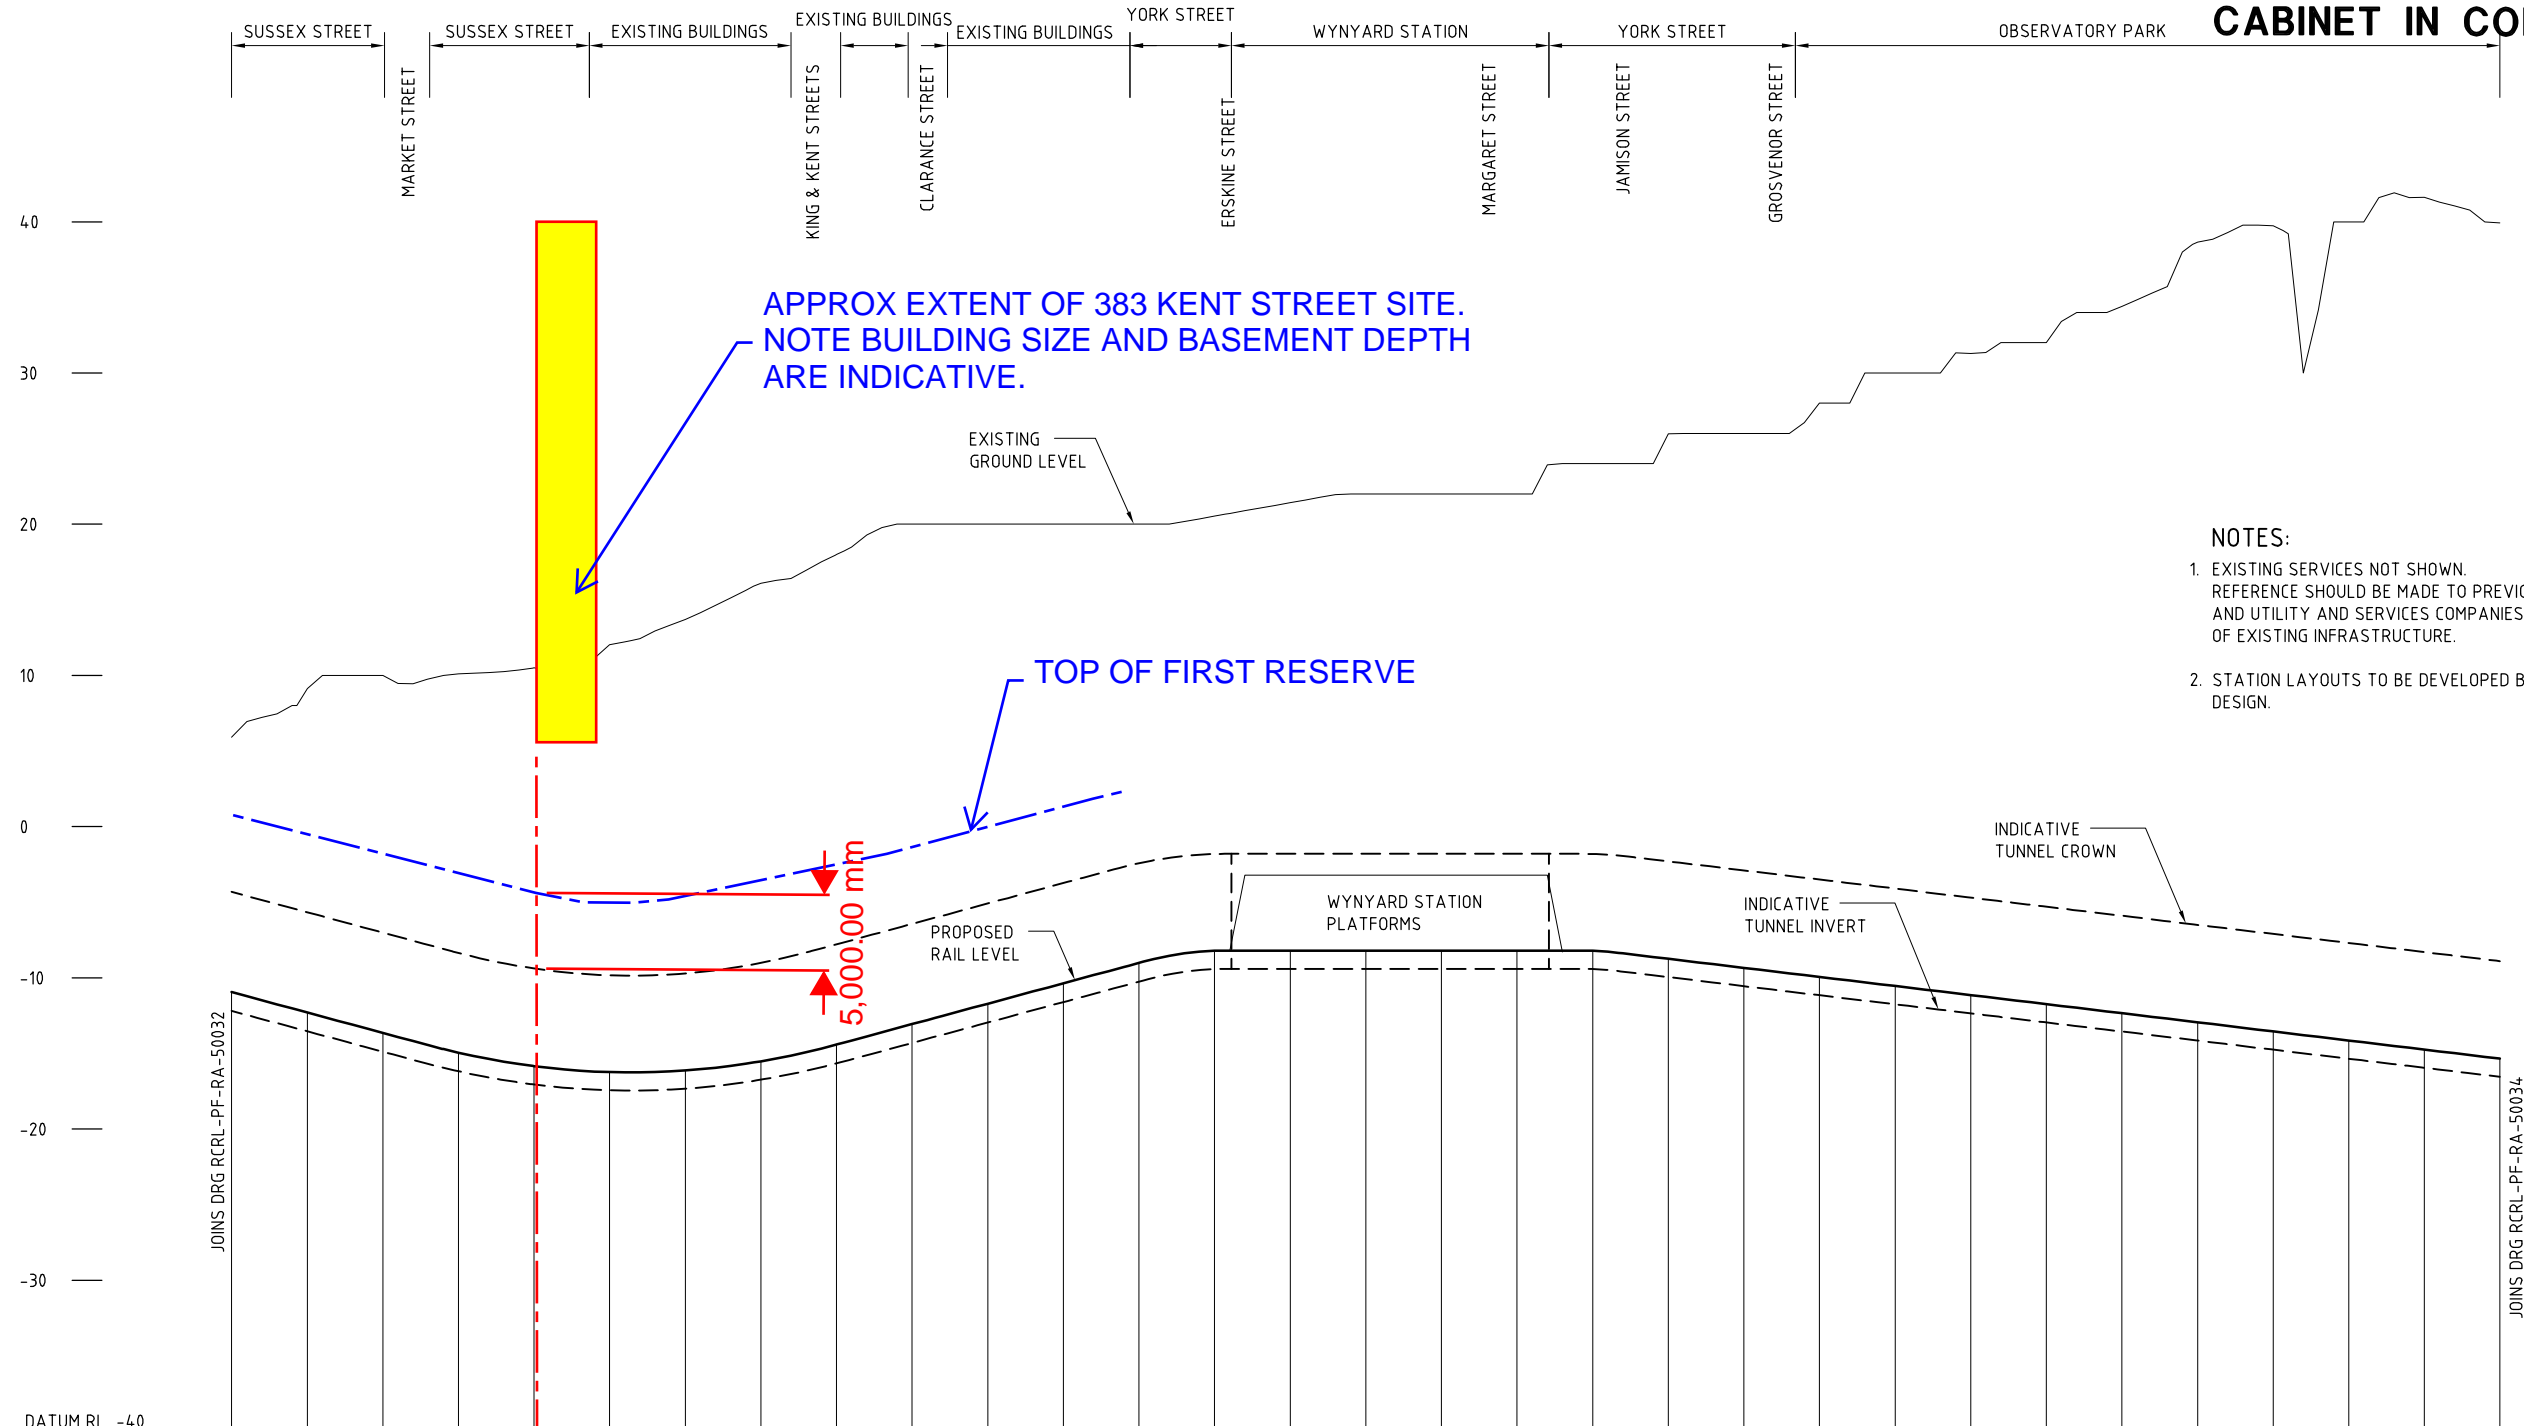 CABINET IN CO
SUSSEX STREET
SUSSEX STREET
EXISTING BUILDINGS
EXISTING BUILDINGS
EXISTING BUILDINGS
YORK STREET
WYNYARD STATION
YORK STREET
OBSERVATORY PARK
MARKET STREET
KING & KENT STREETS
CLARANCE STREET
ERSKINE STREET
MARGARET STREET
JAMISON STREET
GROSVENOR STREET
40
APPROX EXTENT OF 383 KENT STREET SITE.
NOTE BUILDING SIZE AND BASEMENT DEPTH
ARE INDICATIVE.
30
EXISTING
GROUND LEVEL
20
NOTES:
1. EXISTING SERVICES NOT SHOWN.
REFERENCE SHOULD BE MADE TO
AND UTILITY AND SERVICES COMPANIES
OF EXISTING INFRASTRUCTURE.
2. STATION LAYOUTS TO BE DEVELOPED
DESIGN.
10
TOP OF FIRST RESERVE
0
INDICATIVE
TUNNEL CROWN
5,000.00 mm
WYNYARD STATION
PLATFORMS
INDICATIVE
TUNNEL INVERT
PROPOSED
RAIL LEVEL
-10
JOINS DRG RCRL-PF-RA-50032
JOINS DRG RCRL-PF-RA-50034
-20
-30
DATUM RL -40